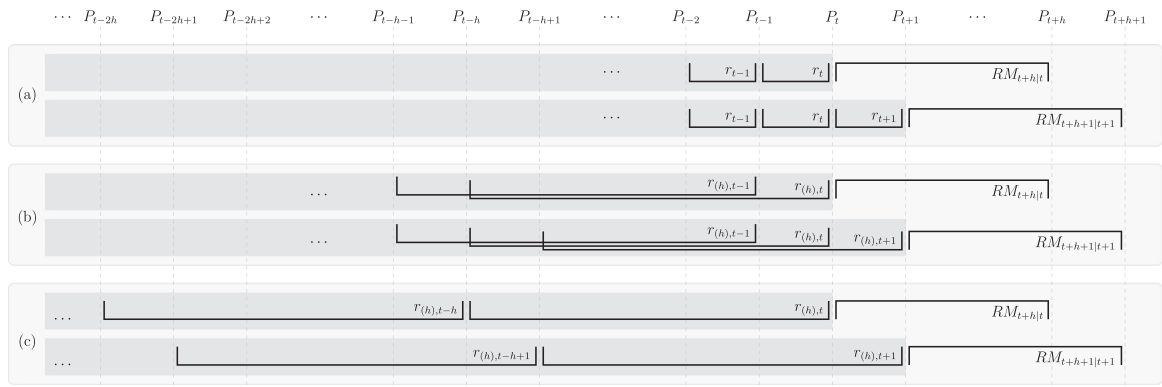 ⋯ P_{t−2h} P_{t−2h+1} P_{t−2h+2} ⋯ P_{t−h−1} P_{t−h} P_{t−h+1} ⋯ P_{t−2} P_{t−1} P_t P_{t+1} ⋯ P_{t+h} P_{t+h+1}
⋯ r_{t−1} r_t RM_{t+h|t}
(a)
⋯ r_{t−1} r_t r_{t+1} RM_{t+h+1|t+1}
⋯ r_{(h),t−1} r_{(h),t} RM_{t+h|t}
(b)
⋯ r_{(h),t−1} r_{(h),t} r_{(h),t+1} RM_{t+h+1|t+1}
⋯ r_{(h),t−h} r_{(h),t} RM_{t+h|t}
(c)
⋯ r_{(h),t−h+1} r_{(h),t+1} RM_{t+h+1|t+1}